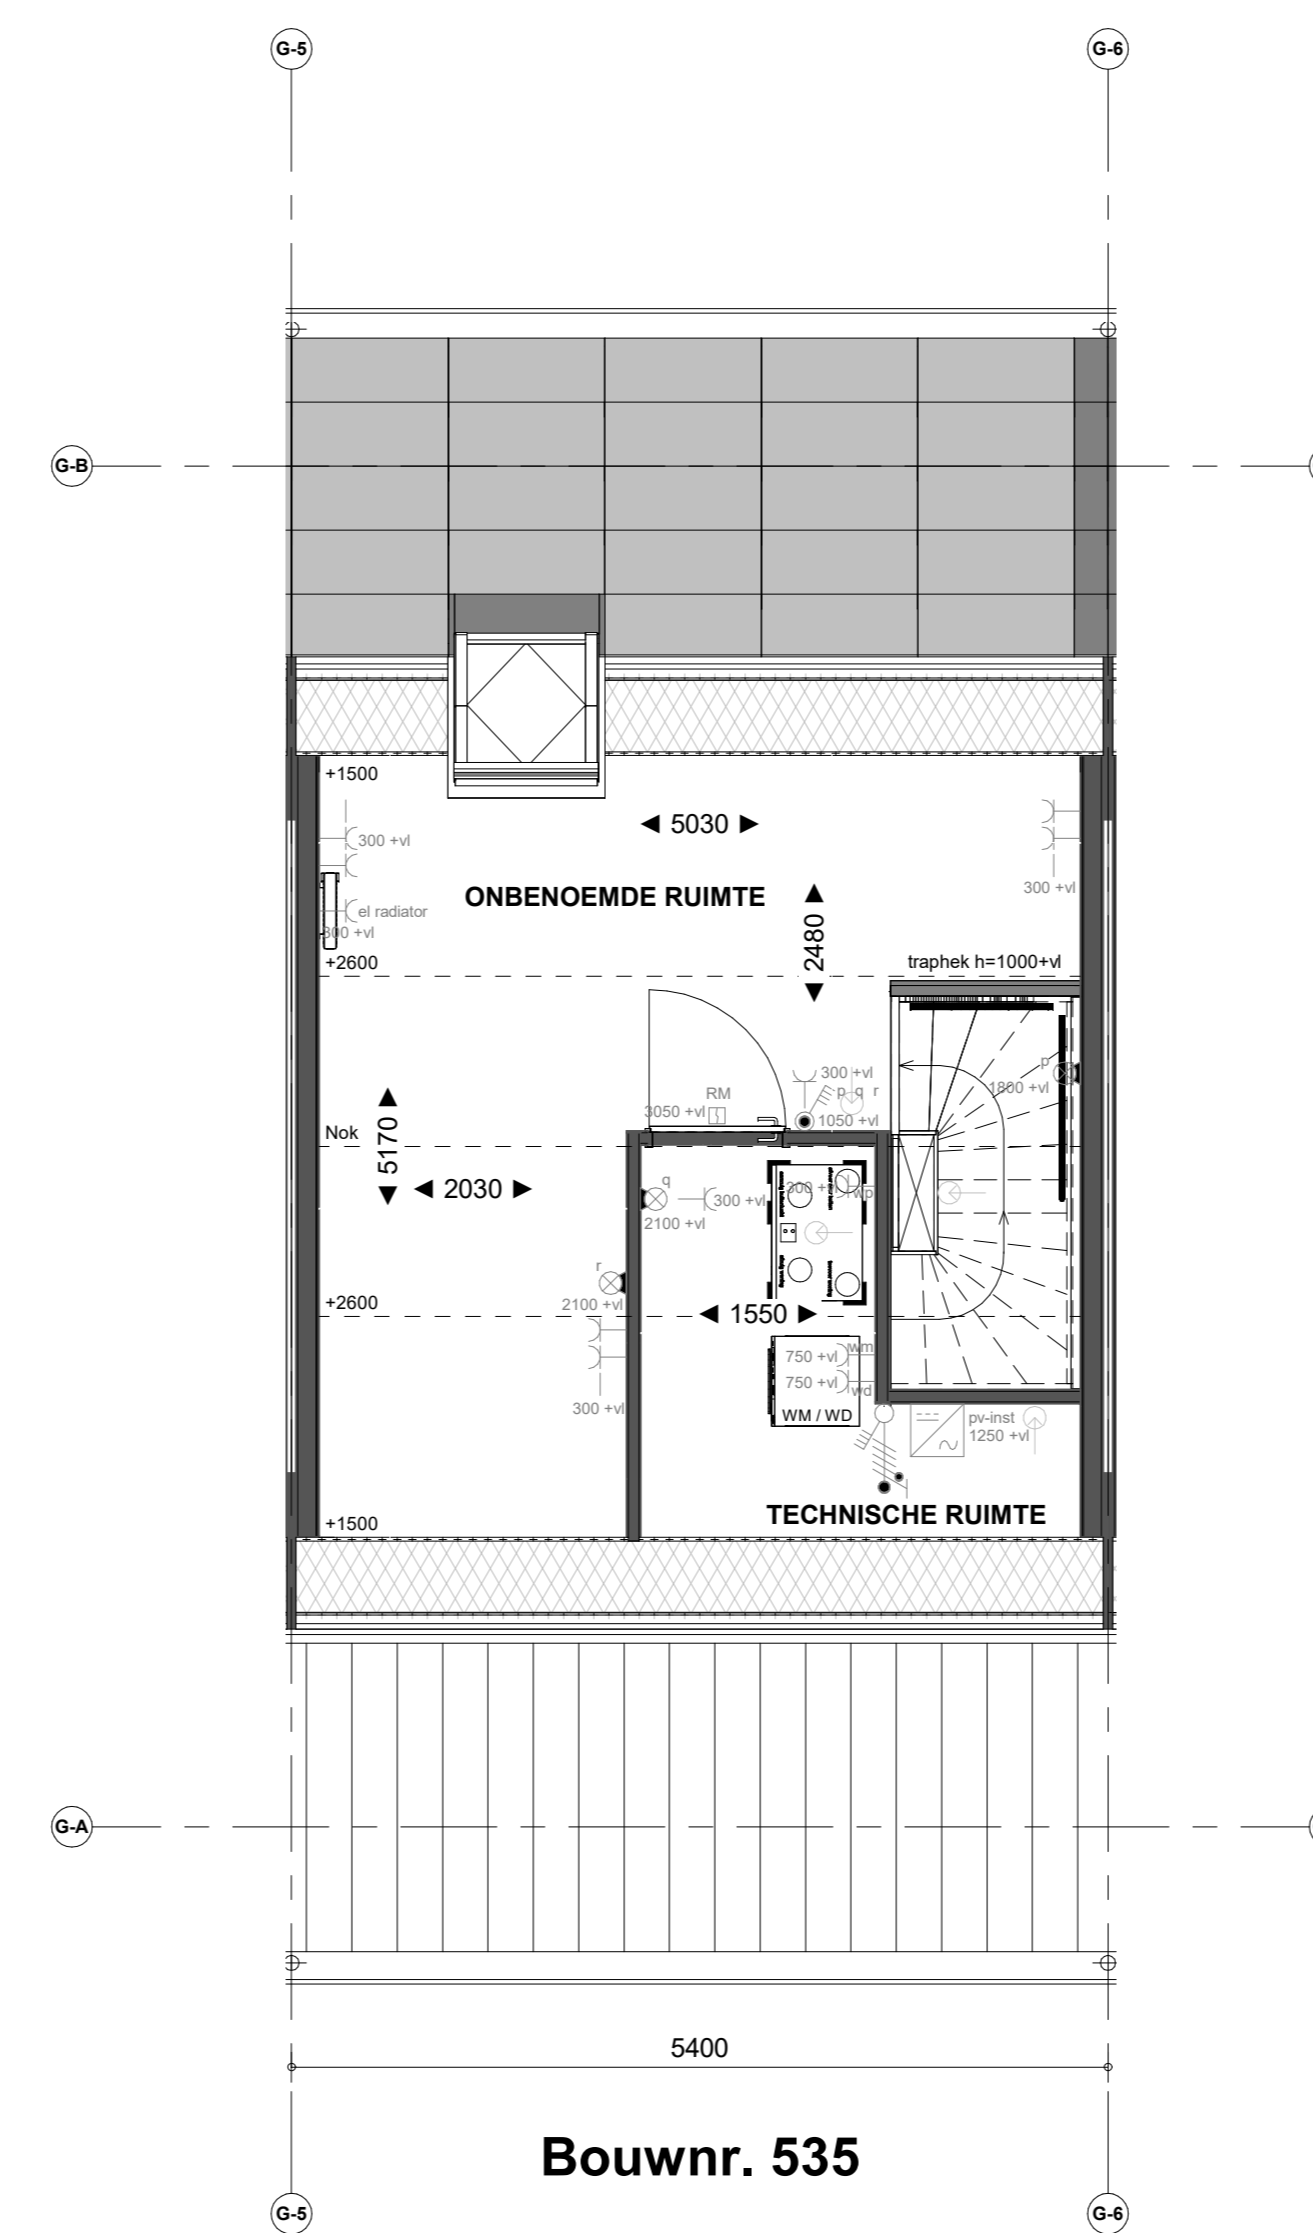 G-5
G-6
G-B
+1500
◄ 5030 ►
300 +vl
ONBENOEMDE RUIMTE
300 +vl
el radiator
300 +vl
◄ 2480 ►
+2600
traphek h=1000+vl
p
1800 +vl
300 +vl
p q r
1050 +vl
RM
3050 +vl
Nok
◄ 5170 ►
◄ 2030 ►
q
300 +vl
2100 +vl
300 +vl
wp
r
2100 +vl
+2600
◄ 1550 ►
750 +vl
wm
750 +vl
wd
300 +vl
WM / WD
pv-inst
1250 +vl
TECHNISCHE RUIMTE
+1500
G-A
5400
Bouwnr. 535
G-5
G-6